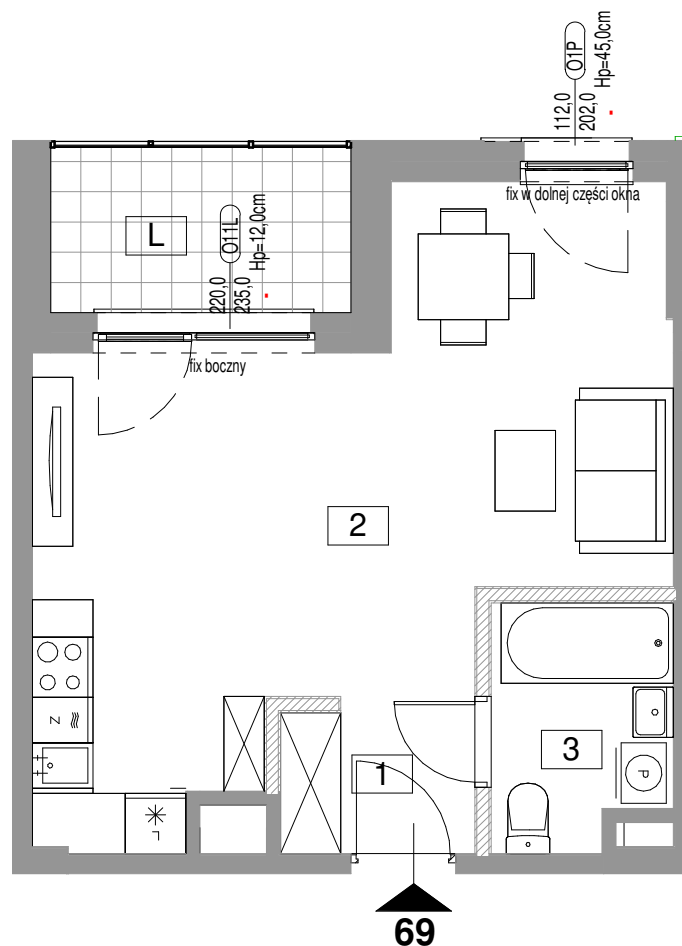 O1P
Hp=45,0cm
112,0
202,0
fix w dolnej części okna
L
O11L
Hp=12,0cm
220,0
235,0
fix boczny
2
Z
3
P
1
L
69